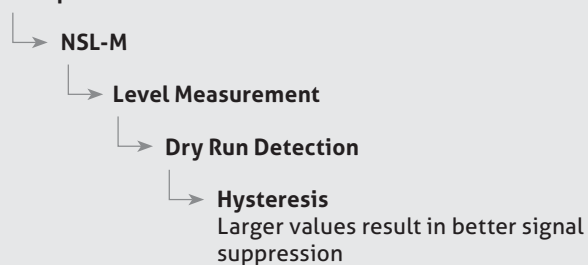 NSL-M
Level Measurement
Dry Run Detection
Hysteresis
Larger values result in better signal
suppression